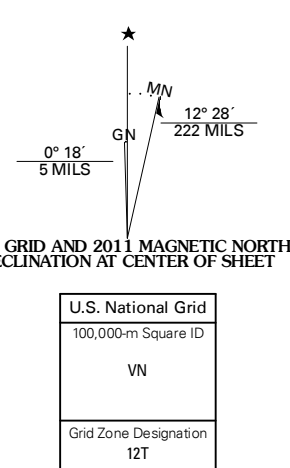 ★
MN
12° 28´
222 MILS
GN
0° 18´
5 MILS
GRID AND 2011 MAGNETIC NORTH
ECLINATION AT CENTER OF SHEET
U.S. National Grid
100,000-m Square ID
VN
Grid Zone Designation
12T